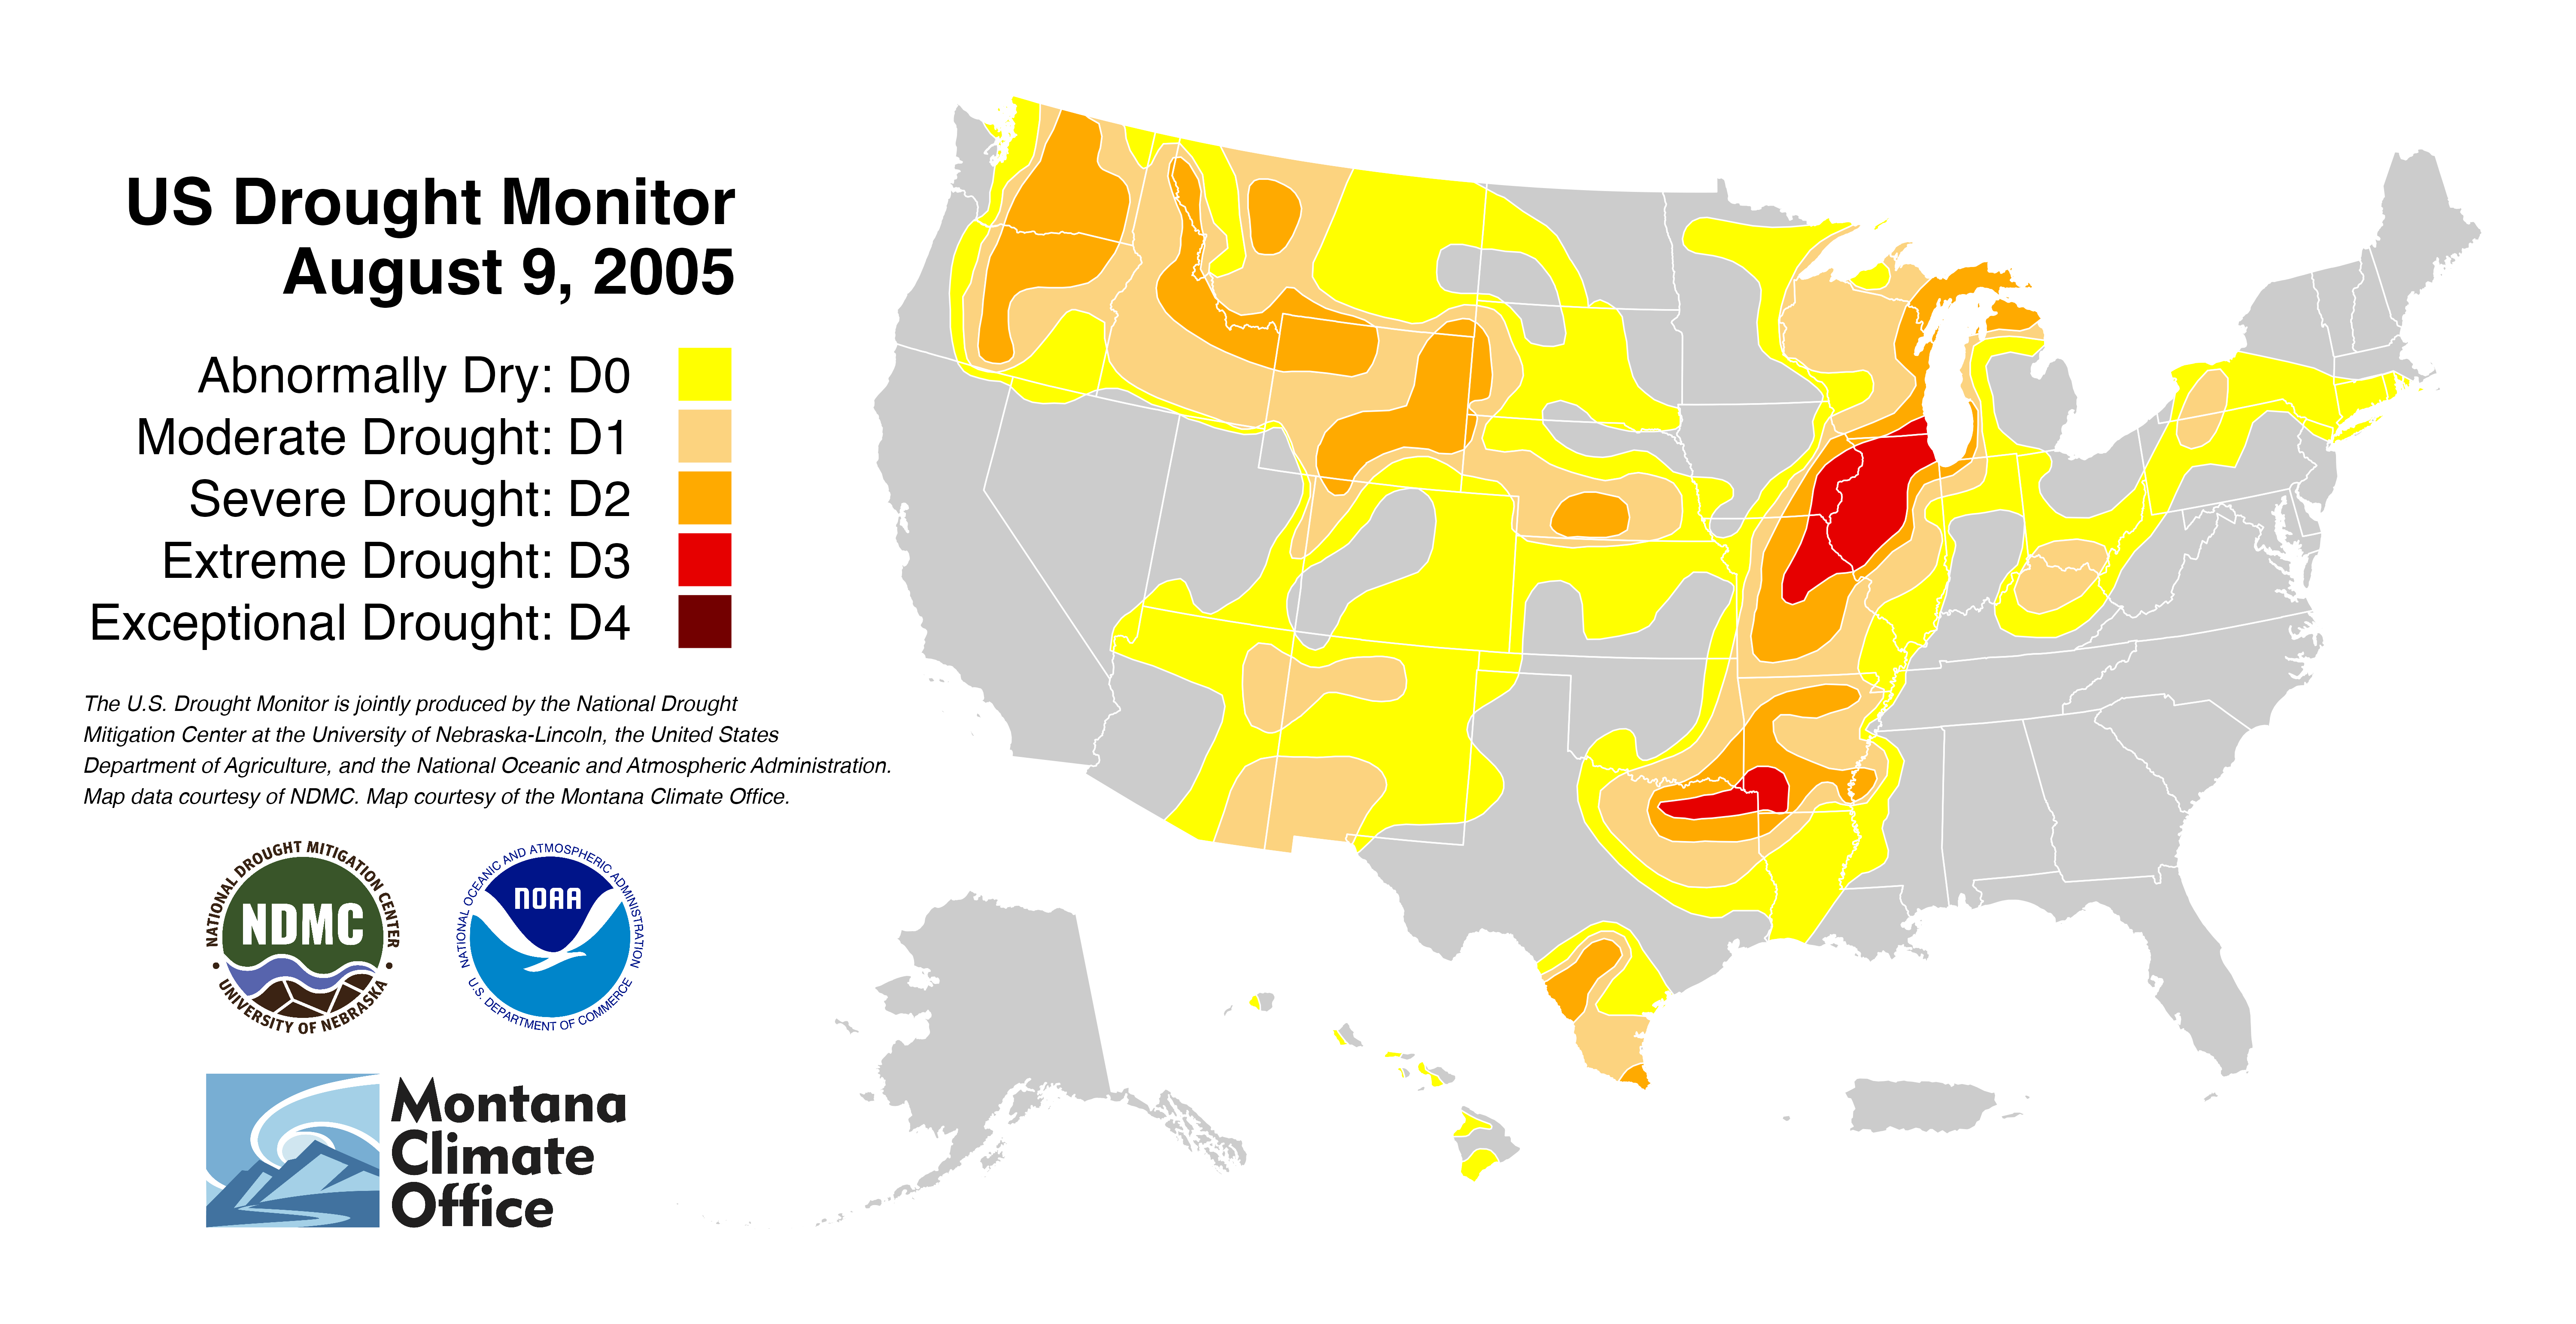 US Drought Monitor
August 9, 2005
Abnormally Dry: D0
Moderate Drought: D1
Severe Drought: D2
Extreme Drought: D3
Exceptional Drought: D4
The U.S. Drought Monitor is jointly produced by the National Drought
Mitigation Center at the University of Nebraska-Lincoln, the United States
Department of Agriculture, and the National Oceanic and Atmospheric Administration.
Map data courtesy of NDMC. Map courtesy of the Montana Climate Office.
NATIONAL DROUGHT MITIGATION CENTER
NDMC
• UNIVERSITY OF NEBRASKA •
NATIONAL OCEANIC AND ATMOSPHERIC ADMINISTRATION
NOAA
U.S. DEPARTMENT OF COMMERCE
Montana
Climate
Office